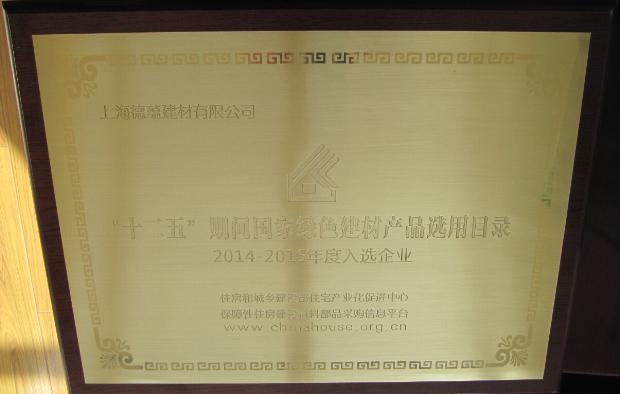 上海德蕴建材有限公司
“十二五”期间国家绿色建材产品选用目录
2014-2015年度入选企业
住房和城乡建设部住宅产业化促进中心
保障性住房建设材料部品采购信息平台
www.chinahouse.org.cn